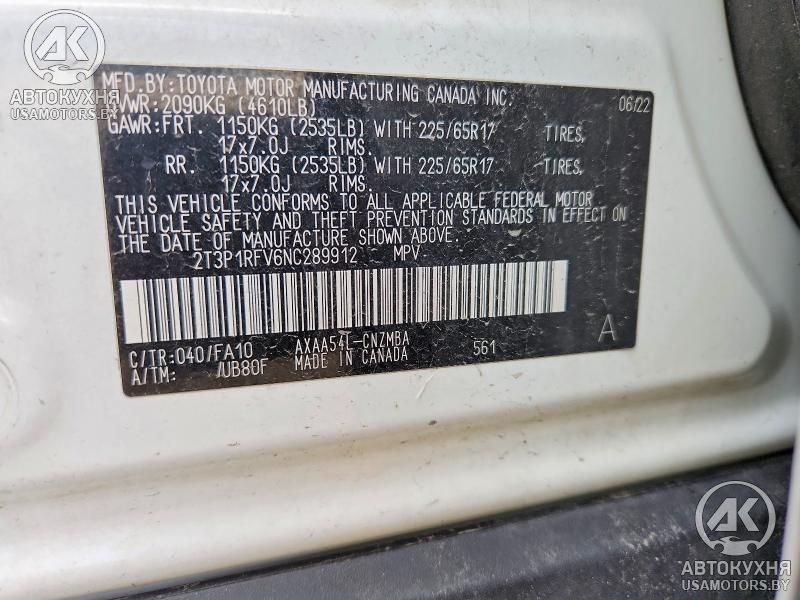 AK
АВТОКУХНЯ
USAMOTORS.BY
MFD.BY:TOYOTA MOTOR MANUFACTURING CANADA INC.
06/22
GVWR:2090KG (4610LB)
GAWR:FRT. 1150KG (2535LB) WITH 225/65R17 TIRES,
17x7.0J RIMS.
RR. 1150KG (2535LB) WITH 225/65R17 TIRES,
17x7.0J RIMS.
THIS VEHICLE CONFORMS TO ALL APPLICABLE FEDERAL MOTOR
VEHICLE SAFETY AND THEFT PREVENTION STANDARDS IN EFFECT ON
THE DATE OF MANUFACTURE SHOWN ABOVE.
2T3P1RFV6NC289912 MPV
C/TR:040/FA10 AXAA54L-CNZMBA 561 A
A/TM: /UB80F MADE IN CANADA
AK
АВТОКУХНЯ
USAMOTORS.BY